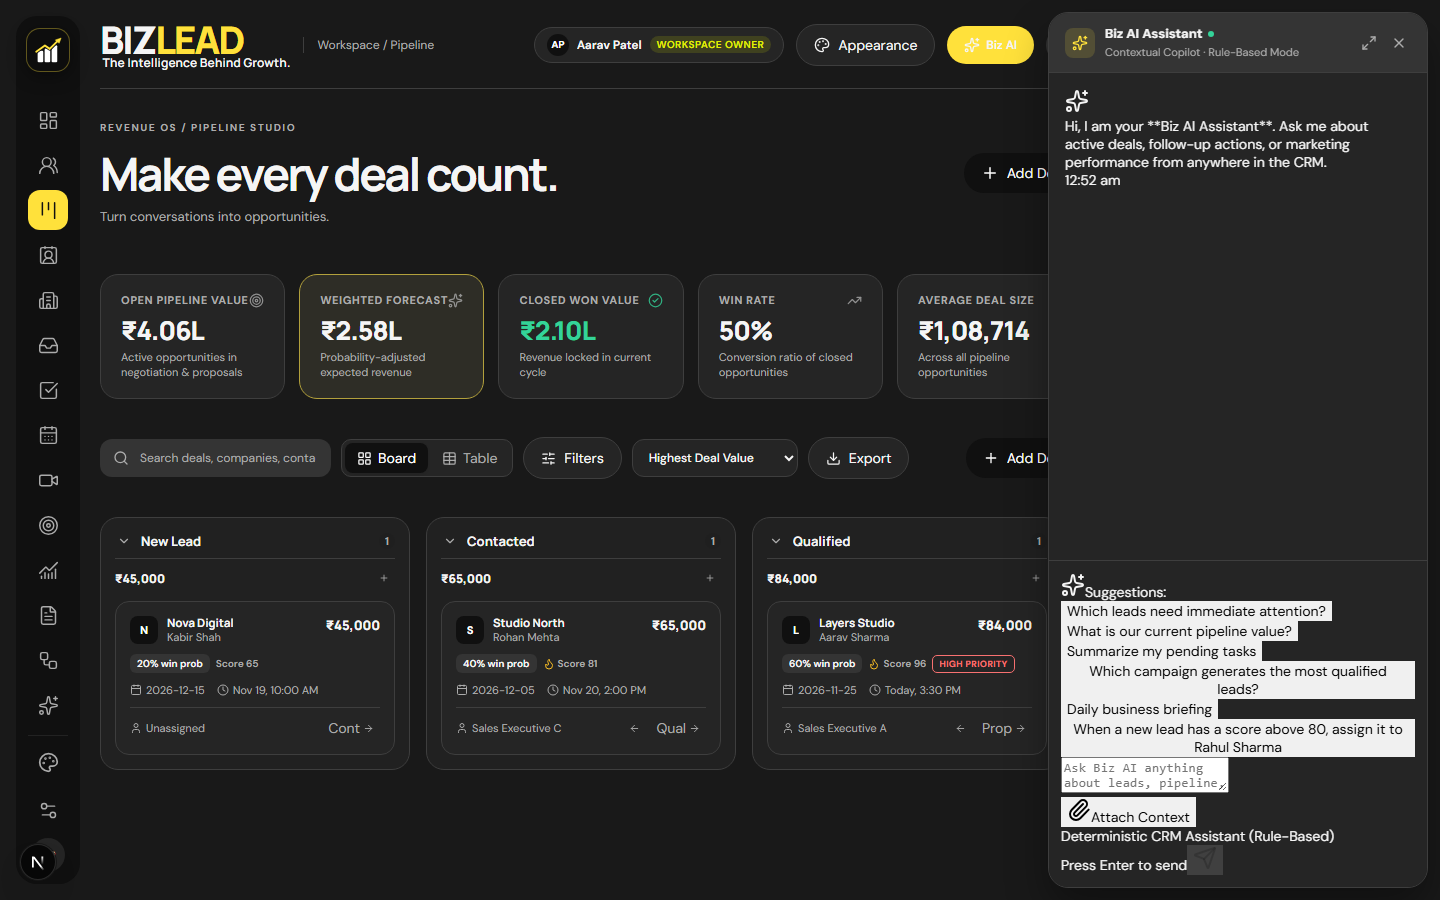 BIZLEAD
The Intelligence Behind Growth.
Workspace / Pipeline
AP
Aarav Patel
WORKSPACE OWNER
Appearance
Biz AI
REVENUE OS / PIPELINE STUDIO
Make every deal count.
Turn conversations into opportunities.
Add De
OPEN PIPELINE VALUE
₹4.06L
Active opportunities in
negotiation & proposals
WEIGHTED FORECAST
₹2.58L
Probability-adjusted
expected revenue
CLOSED WON VALUE
₹2.10L
Revenue locked in current
cycle
WIN RATE
50%
Conversion ratio of closed
opportunities
AVERAGE DEAL SIZE
₹1,08,714
Across all pipeline
opportunities
Search deals, companies, conta
Board
Table
Filters
Highest Deal Value
Export
Add De
New Lead
1
₹45,000
+
N
Nova Digital
Kabir Shah
₹45,000
20% win prob
Score 65
2026-12-15
Nov 19, 10:00 AM
Unassigned
Cont →
Contacted
1
₹65,000
+
S
Studio North
Rohan Mehta
₹65,000
40% win prob
Score 81
2026-12-05
Nov 20, 2:00 PM
Sales Executive C
←
Qual →
Qualified
1
₹84,000
+
L
Layers Studio
Aarav Sharma
₹84,000
60% win prob
Score 96
HIGH PRIORITY
2026-11-25
Today, 3:30 PM
Sales Executive A
←
Prop →
N
Biz AI Assistant
Contextual Copilot · Rule-Based Mode
Hi, I am your **Biz AI Assistant**. Ask me about
active deals, follow-up actions, or marketing
performance from anywhere in the CRM.
12:52 am
Suggestions:
Which leads need immediate attention?
What is our current pipeline value?
Summarize my pending tasks
Which campaign generates the most qualified
leads?
Daily business briefing
When a new lead has a score above 80, assign it to
Rahul Sharma
Ask Biz AI anything
about leads, pipeline,
Attach Context
Deterministic CRM Assistant (Rule-Based)
Press Enter to send